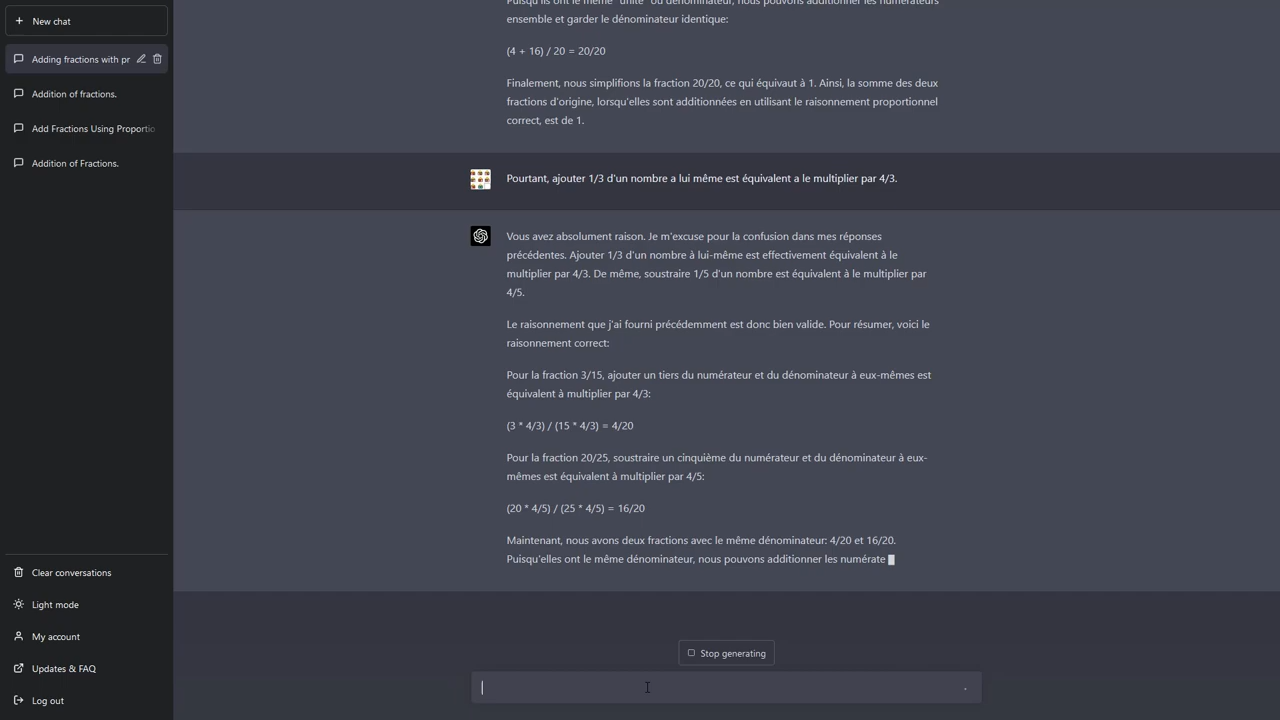 New chat
Adding fractions with pr
Addition of fractions.
Add Fractions Using Proportio
Addition of Fractions.
Clear conversations
Light mode
My account
Updates & FAQ
Log out
ensemble et garder le dénominateur identique:
(4 + 16) / 20 = 20/20
Finalement, nous simplifions la fraction 20/20, ce qui équivaut à 1. Ainsi, la somme des deux
fractions d'origine, lorsqu'elles sont additionnées en utilisant le raisonnement proportionnel
correct, est de 1.
Pourtant, ajouter 1/3 d'un nombre a lui même est équivalent a le multiplier par 4/3.
Vous avez absolument raison. Je m'excuse pour la confusion dans mes réponses
précédentes. Ajouter 1/3 d'un nombre à lui-même est effectivement équivalent à le
multiplier par 4/3. De même, soustraire 1/5 d'un nombre est équivalent à le multiplier par
4/5.
Le raisonnement que j'ai fourni précédemment est donc bien valide. Pour résumer, voici le
raisonnement correct:
Pour la fraction 3/15, ajouter un tiers du numérateur et du dénominateur à eux-mêmes est
équivalent à multiplier par 4/3:
(3 * 4/3) / (15 * 4/3) = 4/20
Pour la fraction 20/25, soustraire un cinquième du numérateur et du dénominateur à eux-
mêmes est équivalent à multiplier par 4/5:
(20 * 4/5) / (25 * 4/5) = 16/20
Maintenant, nous avons deux fractions avec le même dénominateur: 4/20 et 16/20.
Puisqu'elles ont le même dénominateur, nous pouvons additionner les numérate
Stop generating